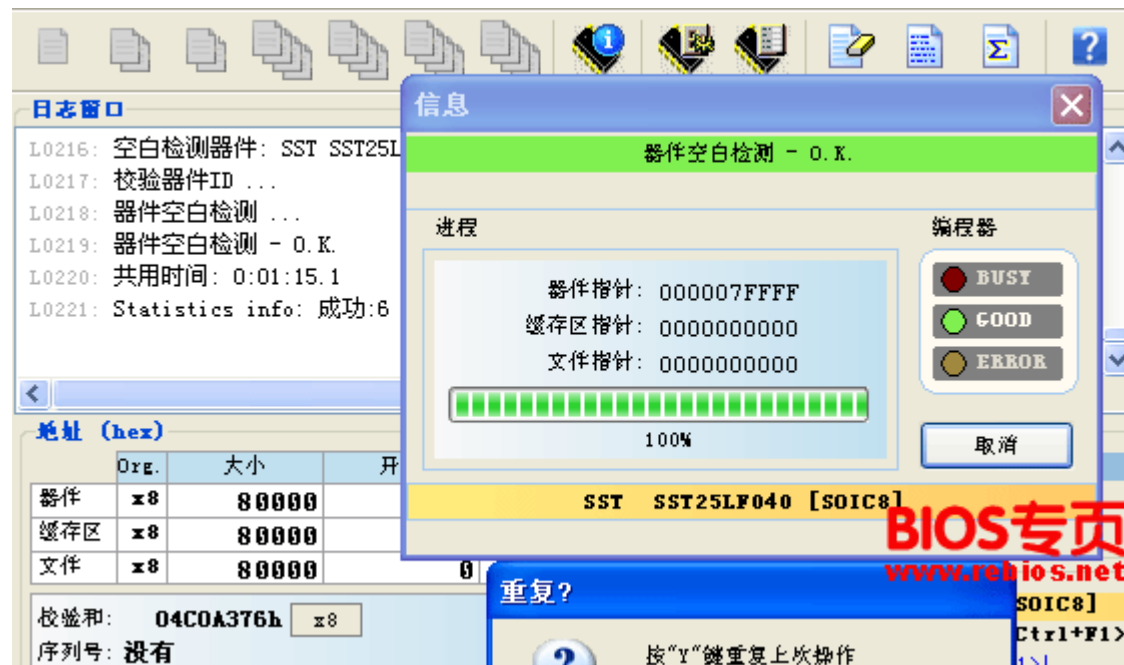 信息
日志窗口
L0216: 空白检测器件: SST SST25L
L0217: 校验器件ID ...
L0218: 器件空白检测 ...
L0219: 器件空白检测 - O.K.
L0220: 共用时间: 0:01:15.1
L0221: Statistics info: 成功:6
器件空白检测 - O.K.
进程
编程器
器件指针: 000007FFFF
缓存区指针: 0000000000
文件指针: 0000000000
100%
BUSY
GOOD
ERROR
取消
SST SST25LF040 [SOIC8]
地址 (hex)
Org. 大小 开
器件 x8 80000
缓存区 x8 80000
文件 x8 80000 0
校验和: 04C0A376h x8
序列号: 没有
BIOS专页
www.rebios.net
重复?
按"Y"键重复上次操作
SOIC8]
Ctrl+F1>